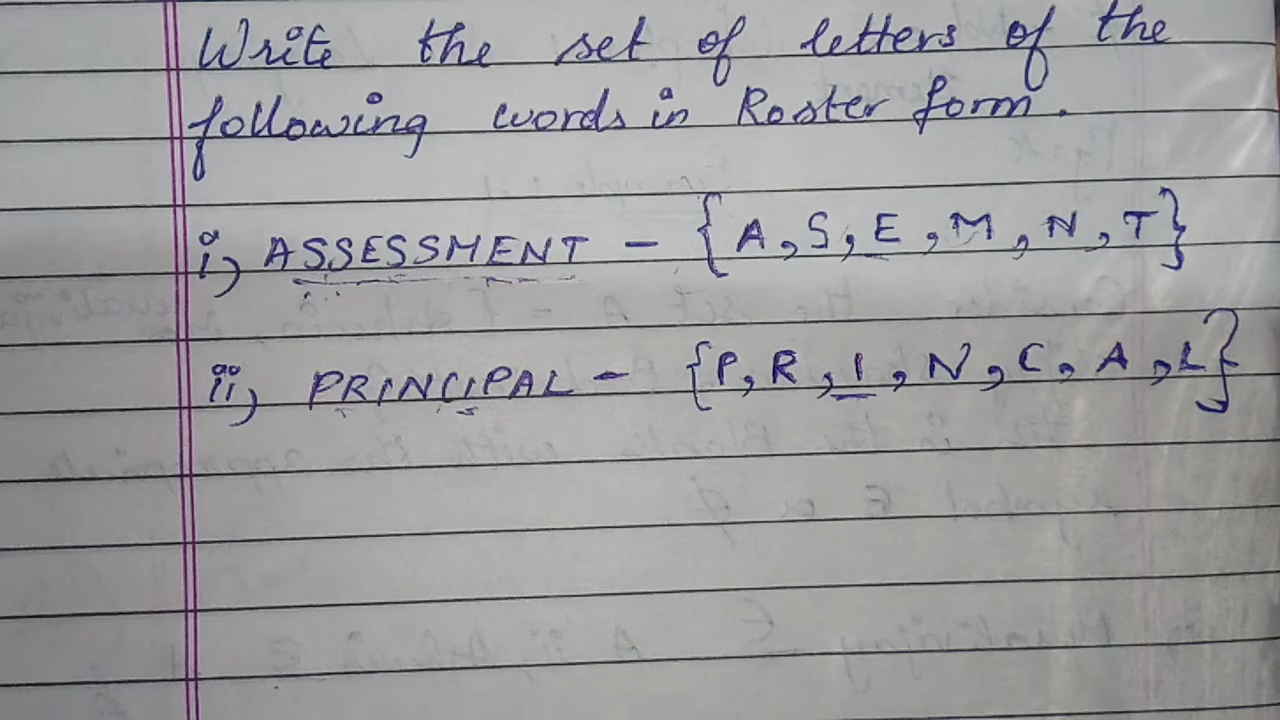 Write the set of letters of the
following words in Roster form.
i) ASSESSMENT - {A, S, E, M, N, T}
ii) PRINCIPAL - {P, R, I, N, C, A, L}